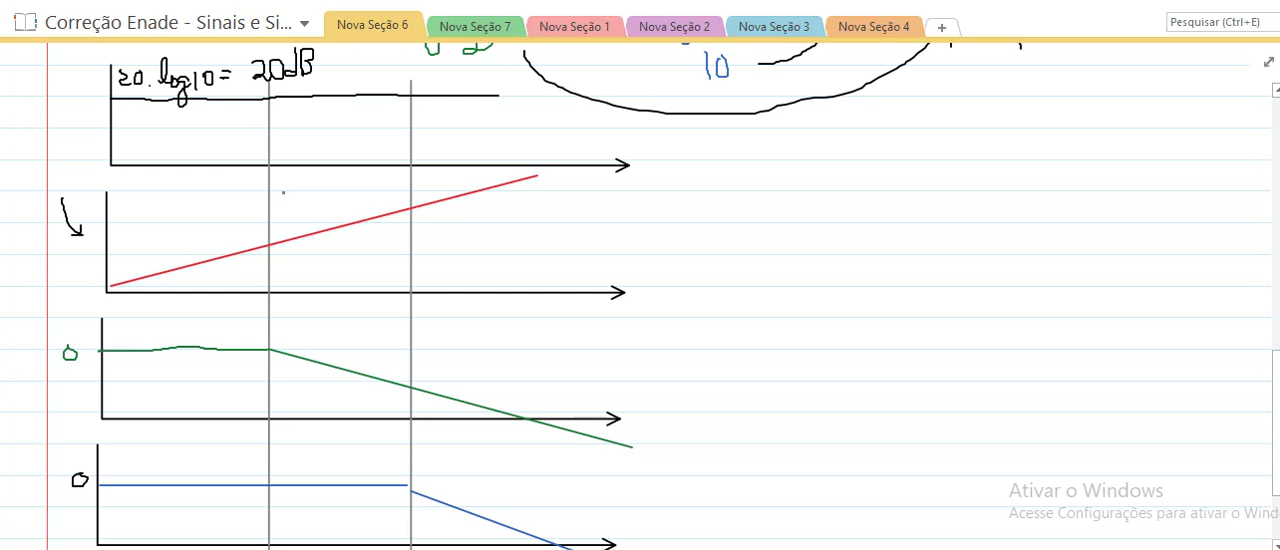 Correção Enade - Sinais e Si...
Nova Seção 6
Nova Seção 7
Nova Seção 1
Nova Seção 2
Nova Seção 3
Nova Seção 4
+
Pesquisar (Ctrl+E)
10
20.log10= 20dB
0
0
Ativar o Windows
Acesse Configurações para ativar o Wind